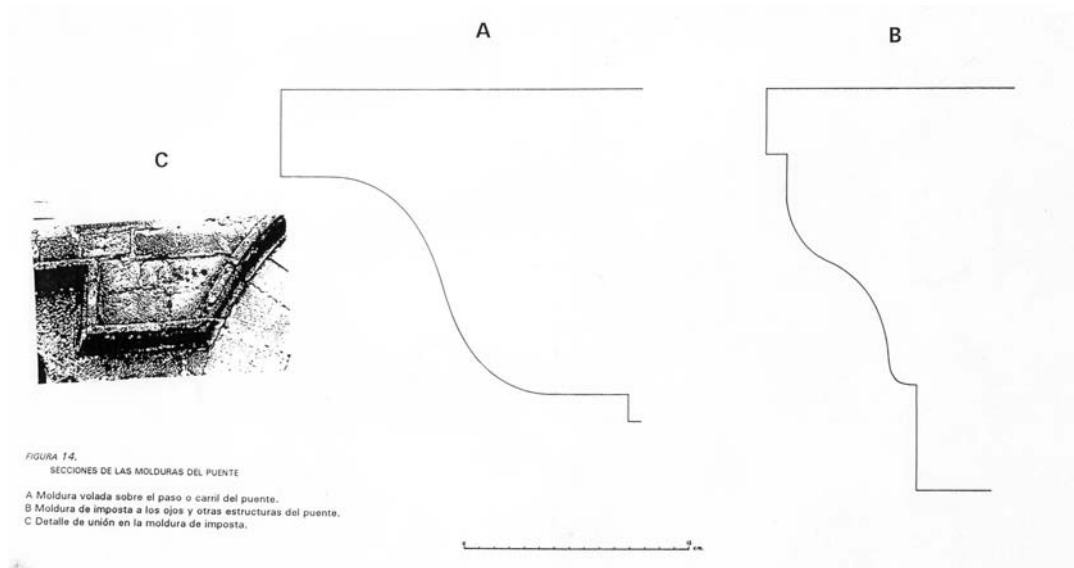 A
B
C
FIGURA 14.
SECCIONES DE LAS MOLDURAS DEL PUENTE
A Moldura volada sobre el paso o carril del puente.
B Moldura de imposta a los ojos y otras estructuras del puente.
C Detalle de unión en la moldura de imposta.
cm